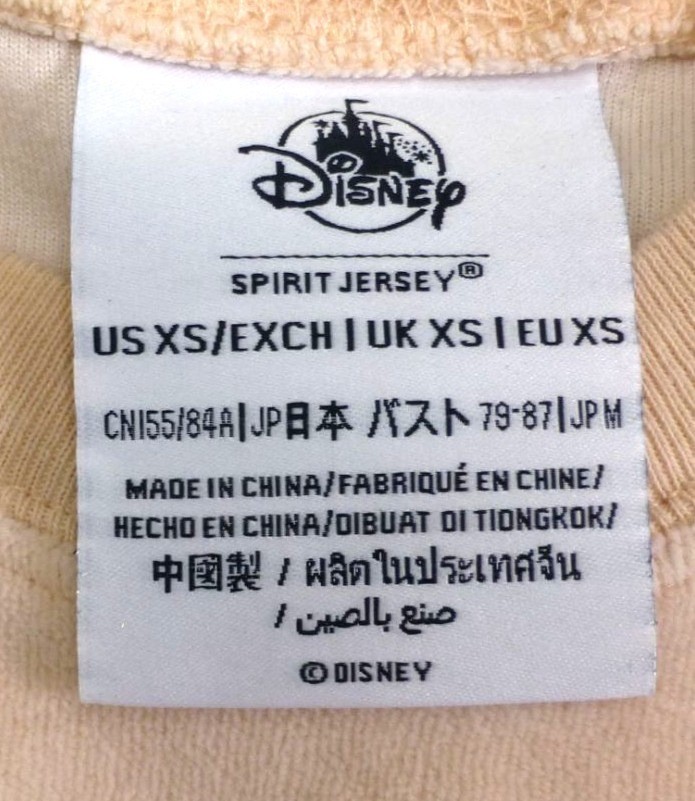 Disney
SPIRIT JERSEY®
US XS/EXCH | UK XS | EU XS
CN155/84A|JP日本 バスト 79-87|JP M
MADE IN CHINA/FABRIQUÉ EN CHINE/
HECHO EN CHINA/DIBUAT DI TIONGKOK/
中國製 / ผลิตในประเทศจีน
/ صنع بالصين
© DISNEY